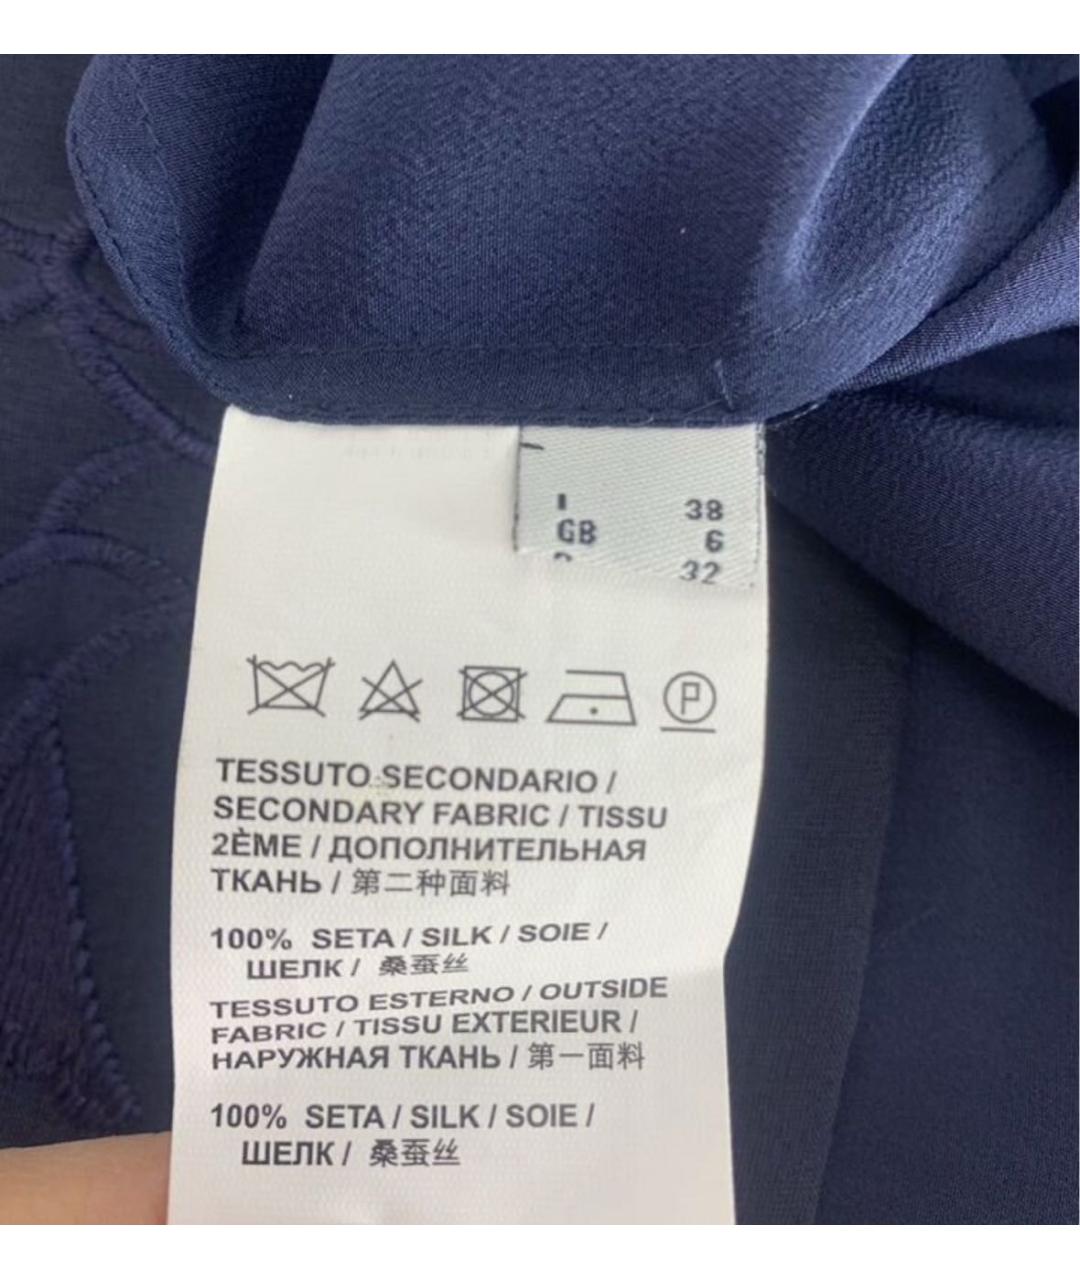 I 38
GB 6
32
P
TESSUTO SECONDARIO /
SECONDARY FABRIC / TISSU
2ÈME / ДОПОЛНИТЕЛЬНАЯ
ТКАНЬ / 第二种面料
100% SETA / SILK / SOIE /
ШЕЛК / 桑蚕丝
TESSUTO ESTERNO / OUTSIDE
FABRIC / TISSU EXTERIEUR /
НАРУЖНАЯ ТКАНЬ / 第一面料
100% SETA / SILK / SOIE /
ШЕЛК / 桑蚕丝